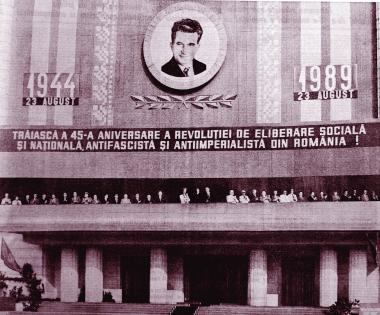 1944
23 AUGUST
1989
23 AUGUST
TRĂIASCĂ A 45-A ANIVERSARE A REVOLUȚIEI DE ELIBERARE SOCIALĂ
ȘI NAȚIONALĂ, ANTIFASCISTĂ ȘI ANTIIMPERIALISTĂ DIN ROMÂNIA !